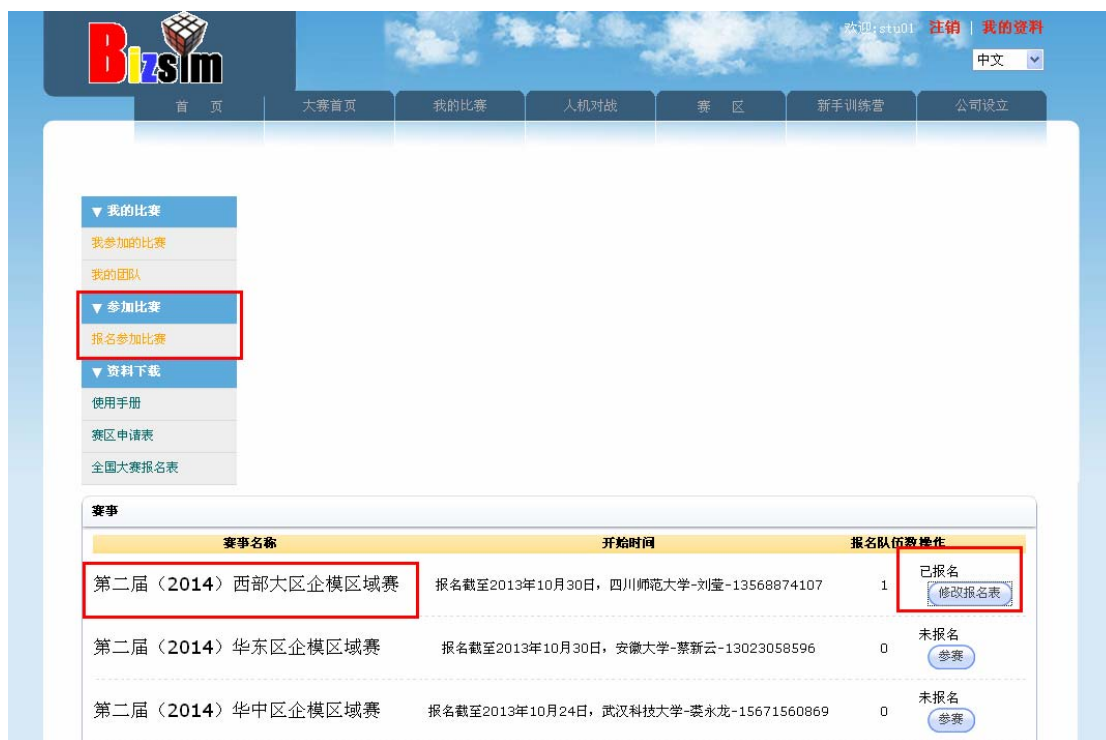 Bizsim
欢迎:stu01 注销 | 我的资料
中文
首 页 大赛首页 我的比赛 人机对战 赛 区 新手训练营 公司设立
▼ 我的比赛
我参加的比赛
我的团队
▼ 参加比赛
报名参加比赛
▼ 资料下载
使用手册
赛区申请表
全国大赛报名表
赛事
赛事名称 开始时间 报名队伍数 操作
第二届（2014）西部大区企模区域赛 报名截至2013年10月30日，四川师范大学-刘莹-13568874107 1 已报名
修改报名表
第二届（2014）华东区企模区域赛 报名截至2013年10月30日，安徽大学-蔡新云-13023058596 0 未报名
参赛
第二届（2014）华中区企模区域赛 报名截至2013年10月24日，武汉科技大学-龚永龙-15671560869 0 未报名
参赛